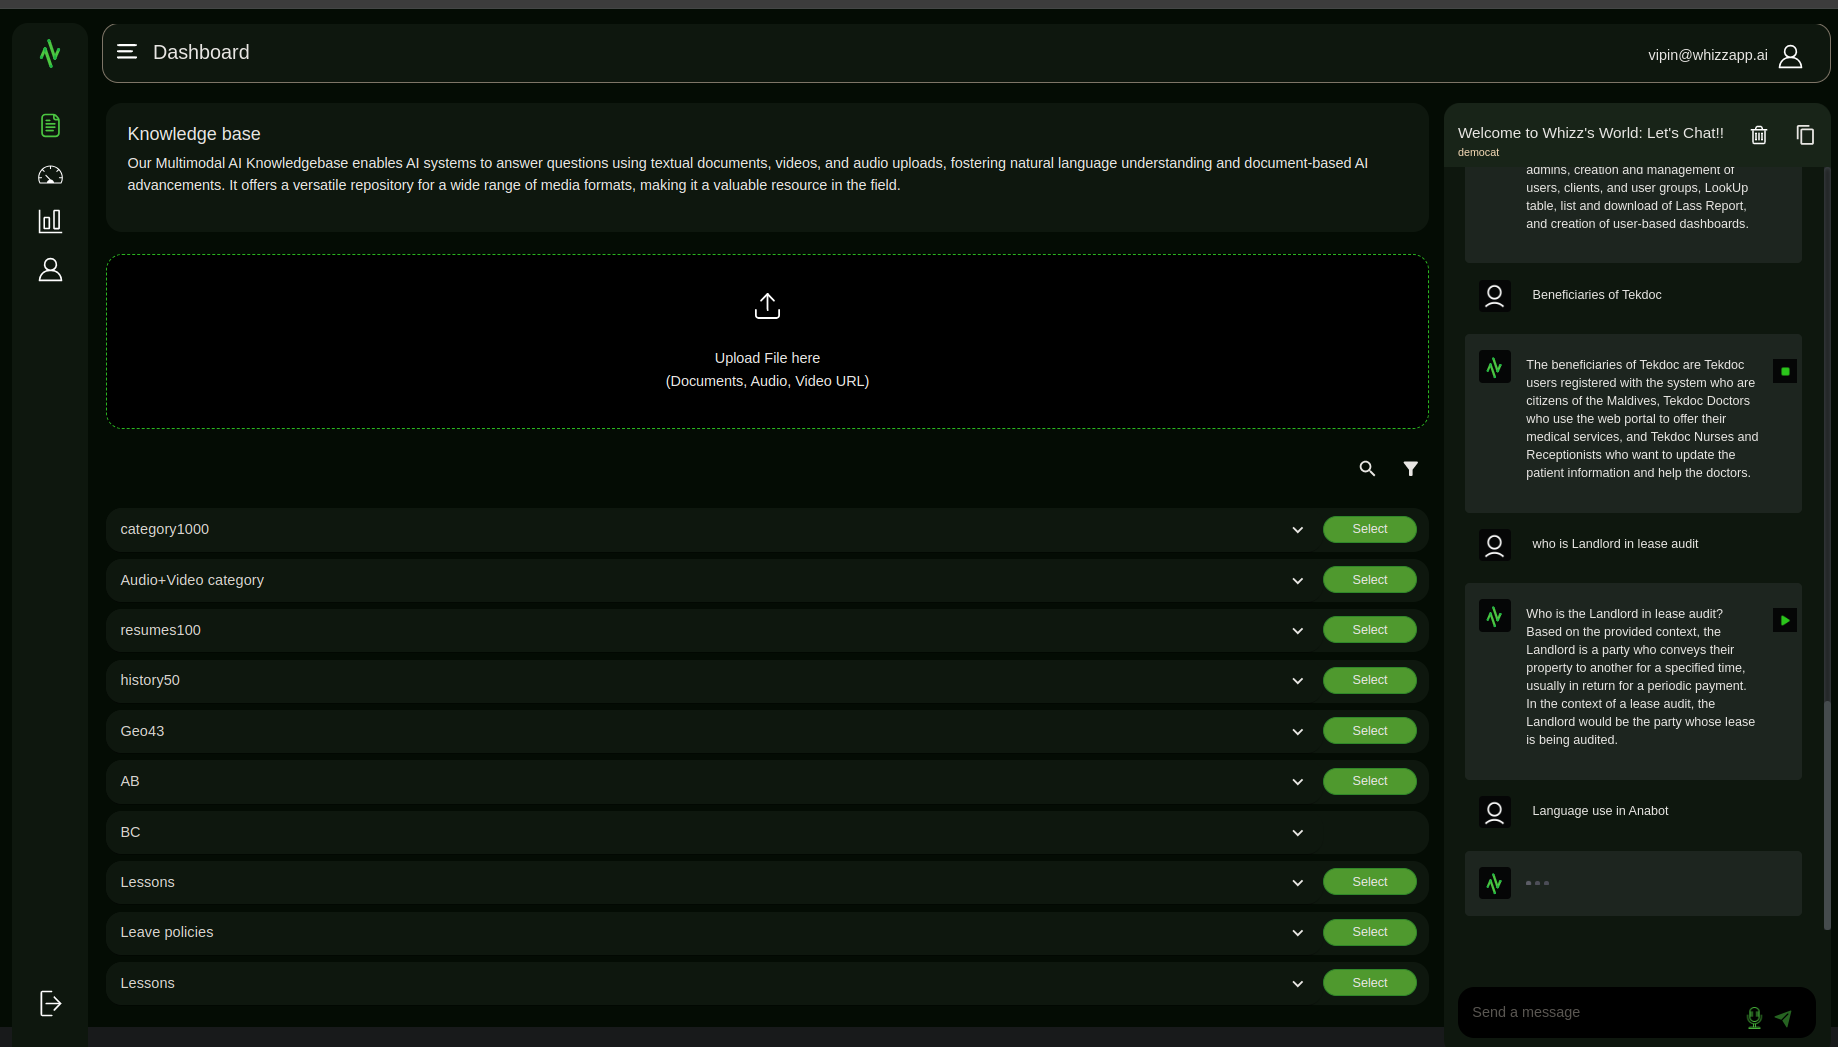 Dashboard
vipin@whizzapp.ai
Knowledge base
Our Multimodal AI Knowledgebase enables AI systems to answer questions using textual documents, videos, and audio uploads, fostering natural language understanding and document-based AI
advancements. It offers a versatile repository for a wide range of media formats, making it a valuable resource in the field.
Upload File here
(Documents, Audio, Video URL)
category1000
Select
Audio+Video category
Select
resumes100
Select
history50
Select
Geo43
Select
AB
Select
BC
Lessons
Select
Leave policies
Select
Lessons
Select
Welcome to Whizz's World: Let's Chat!!
democat
admins, creation and management of
users, clients, and user groups, LookUp
table, list and download of Lass Report,
and creation of user-based dashboards.
Beneficiaries of Tekdoc
The beneficiaries of Tekdoc are Tekdoc
users registered with the system who are
citizens of the Maldives, Tekdoc Doctors
who use the web portal to offer their
medical services, and Tekdoc Nurses and
Receptionists who want to update the
patient information and help the doctors.
who is Landlord in lease audit
Who is the Landlord in lease audit?
Based on the provided context, the
Landlord is a party who conveys their
property to another for a specified time,
usually in return for a periodic payment.
In the context of a lease audit, the
Landlord would be the party whose lease
is being audited.
Language use in Anabot
Send a message